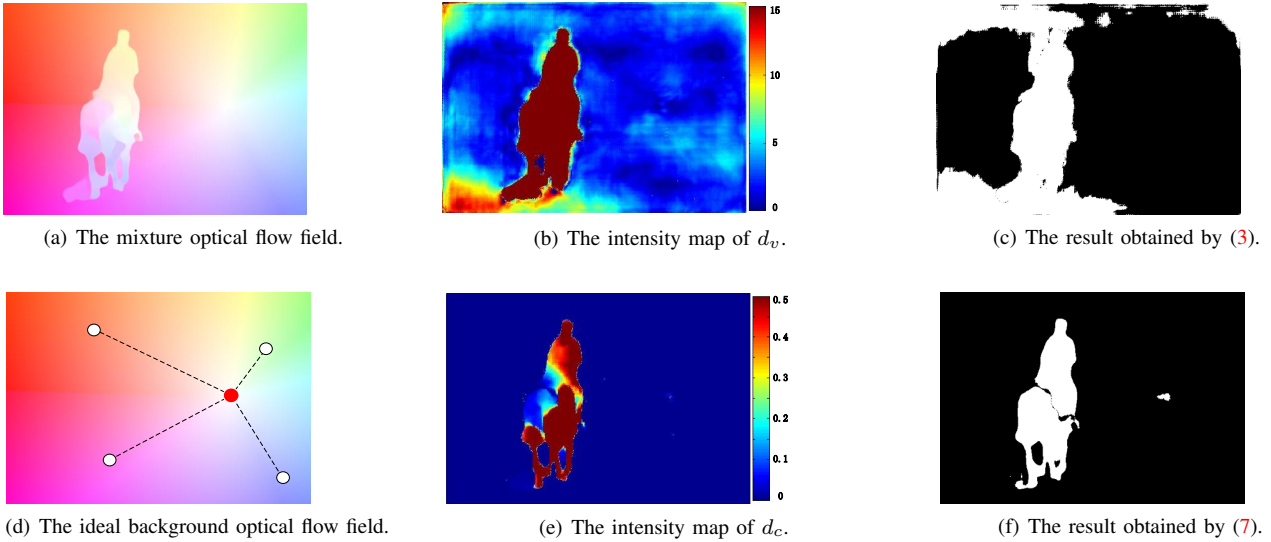 15
10
5
0
(a) The mixture optical flow field.
(b) The intensity map of d_v.
(c) The result obtained by (3).
0.5
0.4
0.3
0.2
0.1
0
(d) The ideal background optical flow field.
(e) The intensity map of d_c.
(f) The result obtained by (7).